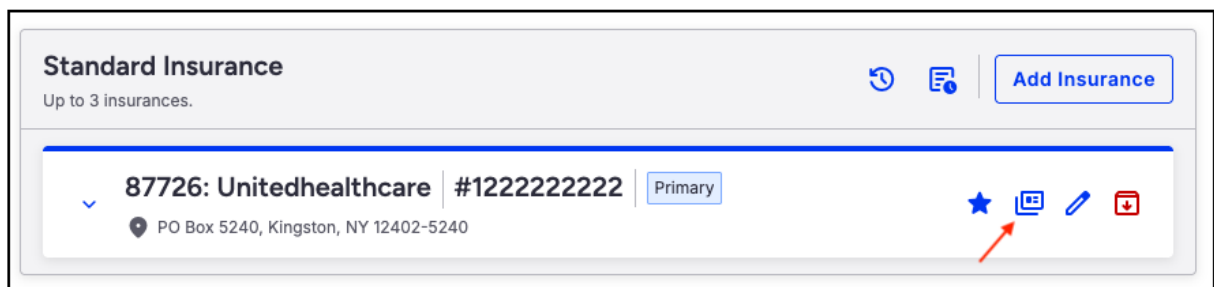 Standard Insurance
Up to 3 insurances.
Add Insurance
87726: Unitedhealthcare #1222222222 Primary
PO Box 5240, Kingston, NY 12402-5240